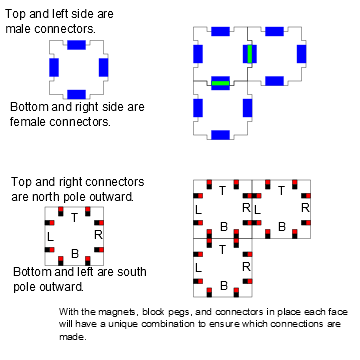 Top and left side are
male connectors.
Bottom and right side are
female connectors.
Top and right connectors
are north pole outward.
T
L R
B
Bottom and left are south
pole outward.
T T
L L R
B B
T
L R
B
With the magnets, block pegs, and connectors in place each face
will have a unique combination to ensure which connections are
made.